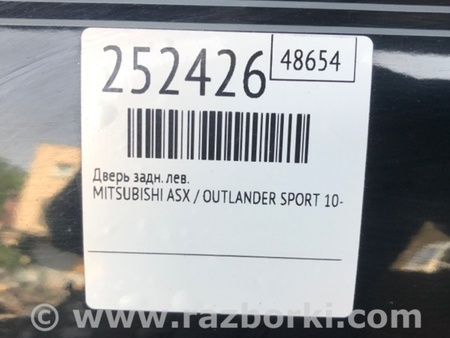 252426
48654
Дверь задн. лев.
MITSUBISHI ASX / OUTLANDER SPORT 10-
© www.razborki.com